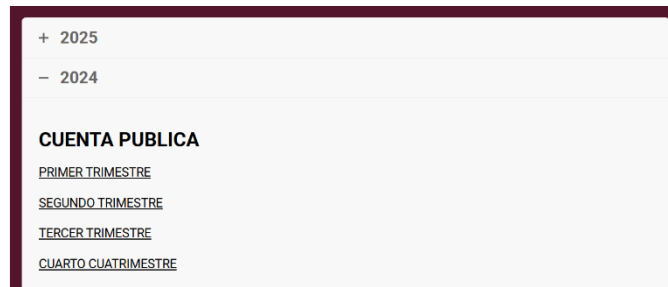 + 2025
− 2024
CUENTA PUBLICA
PRIMER TRIMESTRE
SEGUNDO TRIMESTRE
TERCER TRIMESTRE
CUARTO CUATRIMESTRE